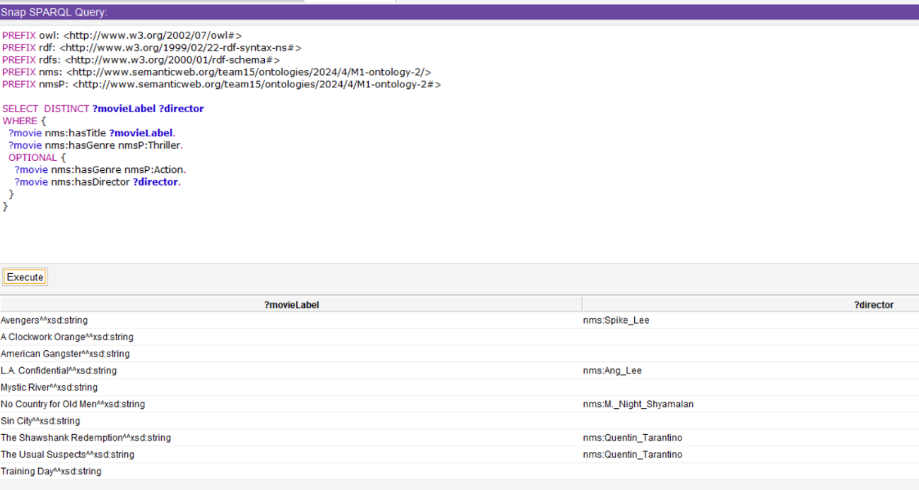 Snap SPARQL Query:
PREFIX owl: <http://www.w3.org/2002/07/owl#>
PREFIX rdf: <http://www.w3.org/1999/02/22-rdf-syntax-ns#>
PREFIX rdfs: <http://www.w3.org/2000/01/rdf-schema#>
PREFIX nms: <http://www.semanticweb.org/team15/ontologies/2024/4/M1-ontology-2/>
PREFIX nmsP: <http://www.semanticweb.org/team15/ontologies/2024/4/M1-ontology-2#>
SELECT DISTINCT ?movieLabel ?director
WHERE {
?movie nms:hasTitle ?movieLabel.
?movie nms:hasGenre nmsP:Thriller.
OPTIONAL {
?movie nms:hasGenre nmsP:Action.
?movie nms:hasDirector ?director.
}
}
Execute
?movieLabel ?director
Avengers^^xsd:string nms:Spike_Lee
A Clockwork Orange^^xsd:string
American Gangster^^xsd:string
L.A. Confidential^^xsd:string nms:Ang_Lee
Mystic River^^xsd:string
No Country for Old Men^^xsd:string nms:M._Night_Shyamalan
Sin City^^xsd:string
The Shawshank Redemption^^xsd:string nms:Quentin_Tarantino
The Usual Suspects^^xsd:string nms:Quentin_Tarantino
Training Day^^xsd:string